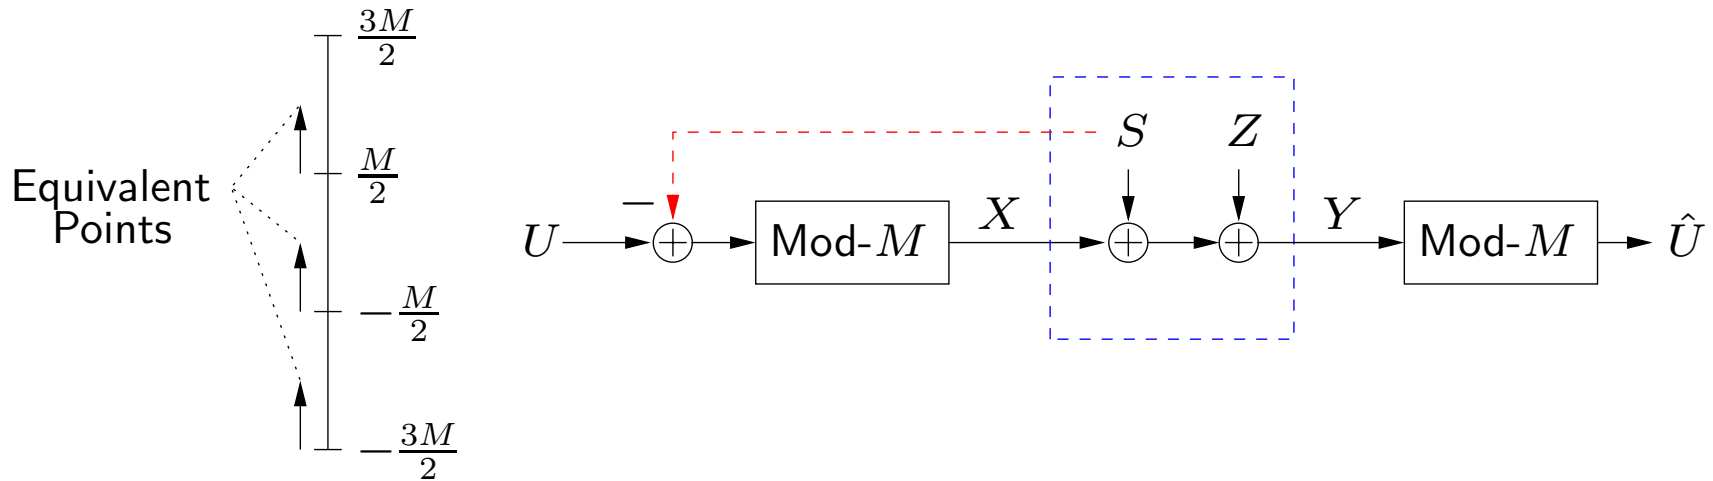 3M/2
M/2
Equivalent
Points
−M/2
−3M/2
S Z
−
X Y
U + Mod-M + + Mod-M Û